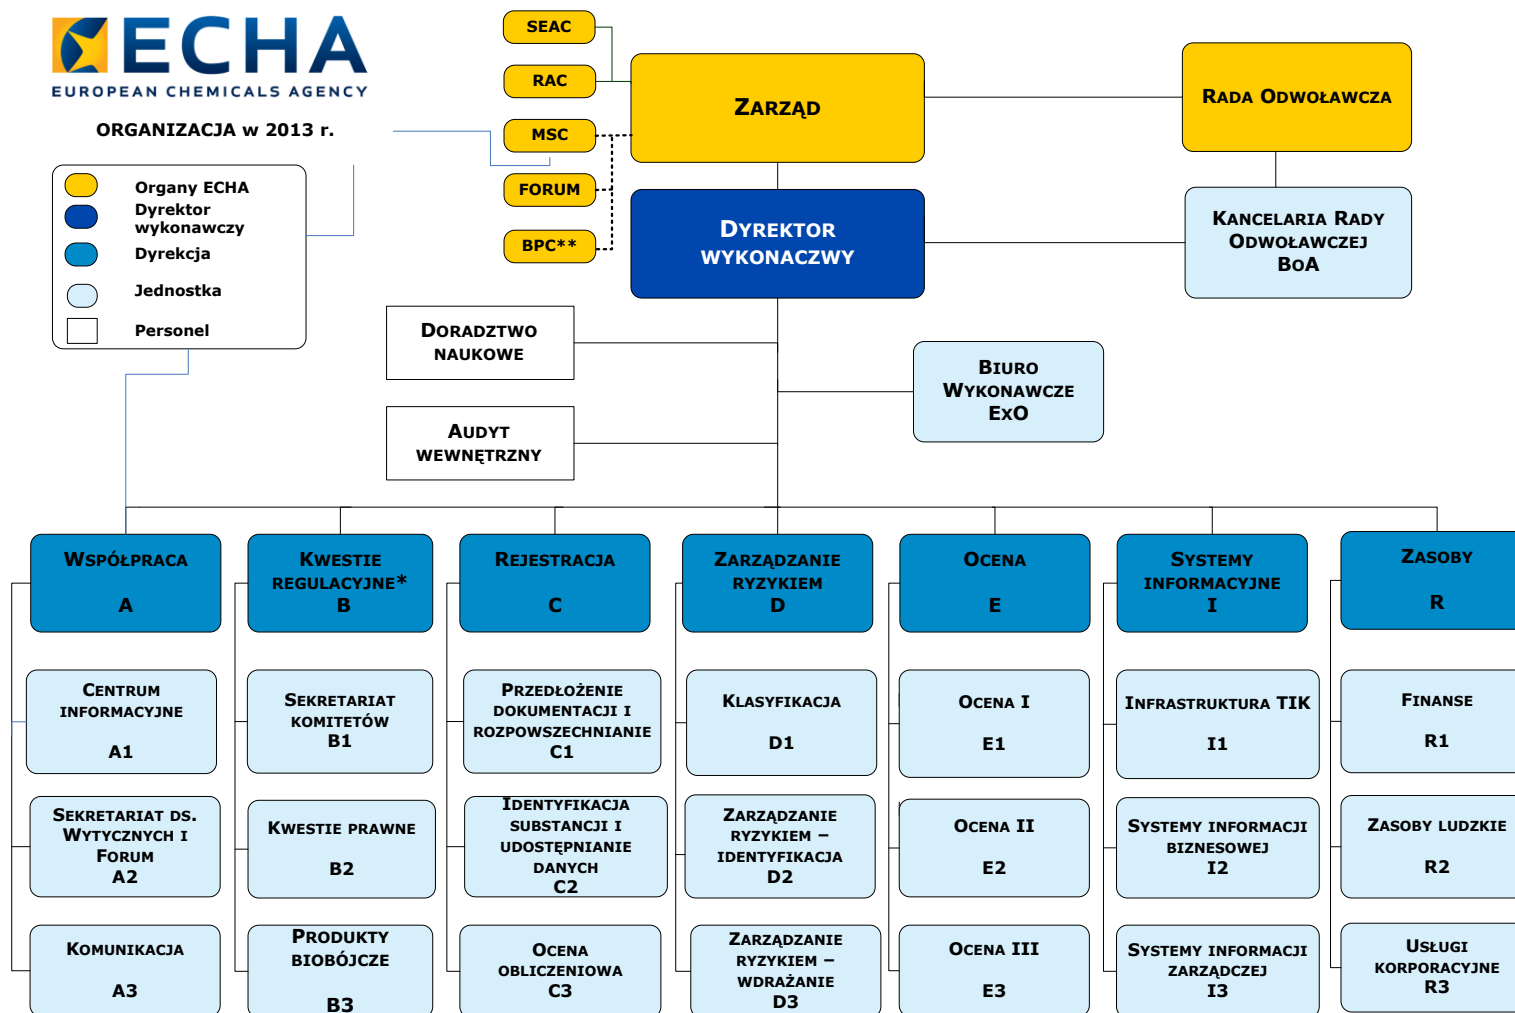 ECHA
EUROPEAN CHEMICALS AGENCY
ORGANIZACJA w 2013 r.
Organy ECHA
Dyrektor
wykonawczy
Dyrekcja
Jednostka
Personel
SEAC
RAC
MSC
FORUM
BPC**
ZARZĄD
RADA ODWOŁAWCZA
DYREKTOR
WYKONACZWY
KANCELARIA RADY
ODWOŁAWCZEJ
BOA
DORADZTWO
NAUKOWE
BIURO
WYKONAWCZE
EXO
AUDYT
WEWNĘTRZNY
WSPÓŁPRACA
A
KWESTIE
REGULACYJNE*
B
REJESTRACJA
C
ZARZĄDZANIE
RYZYKIEM
D
OCENA
E
SYSTEMY
INFORMACYJNE
I
ZASOBY
R
CENTRUM
INFORMACYJNE
A1
SEKRETARIAT
KOMITETÓW
B1
PRZEDŁOŻENIE
DOKUMENTACJI I
ROZPOWSZECHNIANIE
C1
KLASYFIKACJA
D1
OCENA I
E1
INFRASTRUKTURA TIK
I1
FINANSE
R1
SEKRETARIAT DS.
WYTYCZNYCH I
FORUM
A2
KWESTIE PRAWNE
B2
IDENTYFIKACJA
SUBSTANCJI I
UDOSTĘPNIANIE
DANYCH
C2
ZARZĄDZANIE
RYZYKIEM –
IDENTYFIKACJA
D2
OCENA II
E2
SYSTEMY INFORMACJI
BIZNESOWEJ
I2
ZASOBY LUDZKIE
R2
KOMUNIKACJA
A3
PRODUKTY
BIOBÓJCZE
B3
OCENA
OBLICZENIOWA
C3
ZARZĄDZANIE
RYZYKIEM –
WDRAŻANIE
D3
OCENA III
E3
SYSTEMY INFORMACJI
ZARZĄDCZEJ
I3
USŁUGI
KORPORACYJNE
R3